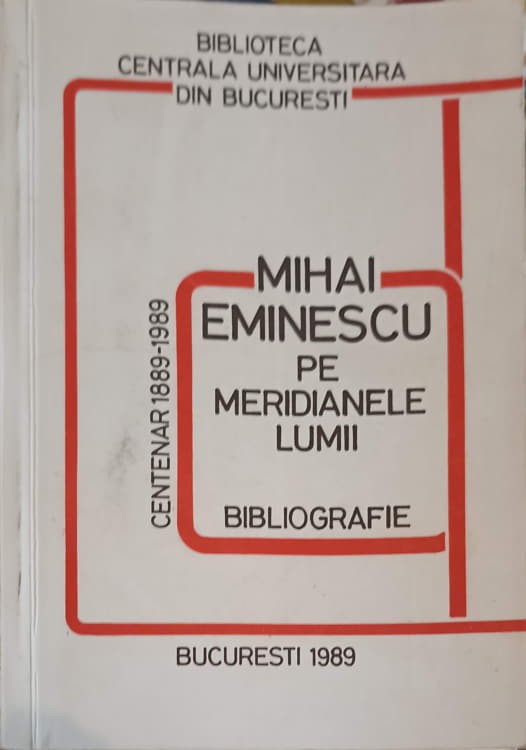 BIBLIOTECA
CENTRALA UNIVERSITARA
DIN BUCURESTI
CENTENAR 1889-1989
MIHAI
EMINESCU
PE
MERIDIANELE
LUMII
BIBLIOGRAFIE
BUCURESTI 1989